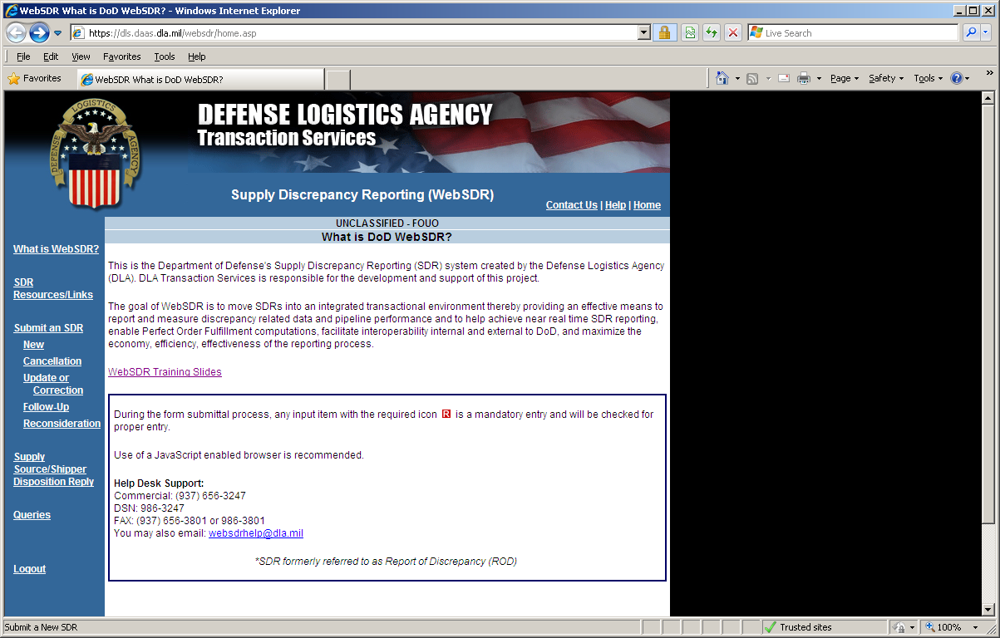 WebSDR What is DoD WebSDR? - Windows Internet Explorer
https://dls.daas.dla.mil/websdr/home.asp
Live Search
File Edit View Favorites Tools Help
Favorites
WebSDR What is DoD WebSDR?
Page Safety Tools
DEFENSE LOGISTICS AGENCY
DEFENSE LOGISTICS AGENCY
Transaction Services
Supply Discrepancy Reporting (WebSDR)
Contact Us | Help | Home
UNCLASSIFIED - FOUO
What is DoD WebSDR?
What is WebSDR?
SDR
Resources/Links
Submit an SDR
New
Cancellation
Update or
Correction
Follow-Up
Reconsideration
Supply
Source/Shipper
Disposition Reply
Queries
Logout
This is the Department of Defense's Supply Discrepancy Reporting (SDR) system created by the Defense Logistics Agency
(DLA). DLA Transaction Services is responsible for the development and support of this project.
The goal of WebSDR is to move SDRs into an integrated transactional environment thereby providing an effective means to
report and measure discrepancy related data and pipeline performance and to help achieve near real time SDR reporting,
enable Perfect Order Fulfillment computations, facilitate interoperability internal and external to DoD, and maximize the
economy, efficiency, effectiveness of the reporting process.
WebSDR Training Slides
During the form submittal process, any input item with the required icon R is a mandatory entry and will be checked for
proper entry.
Use of a JavaScript enabled browser is recommended.
Help Desk Support:
Commercial: (937) 656-3247
DSN: 986-3247
FAX: (937) 656-3801 or 986-3801
You may also email: websdrhelp@dla.mil
*SDR formerly referred to as Report of Discrepancy (ROD)
Submit a New SDR
Trusted sites
100%